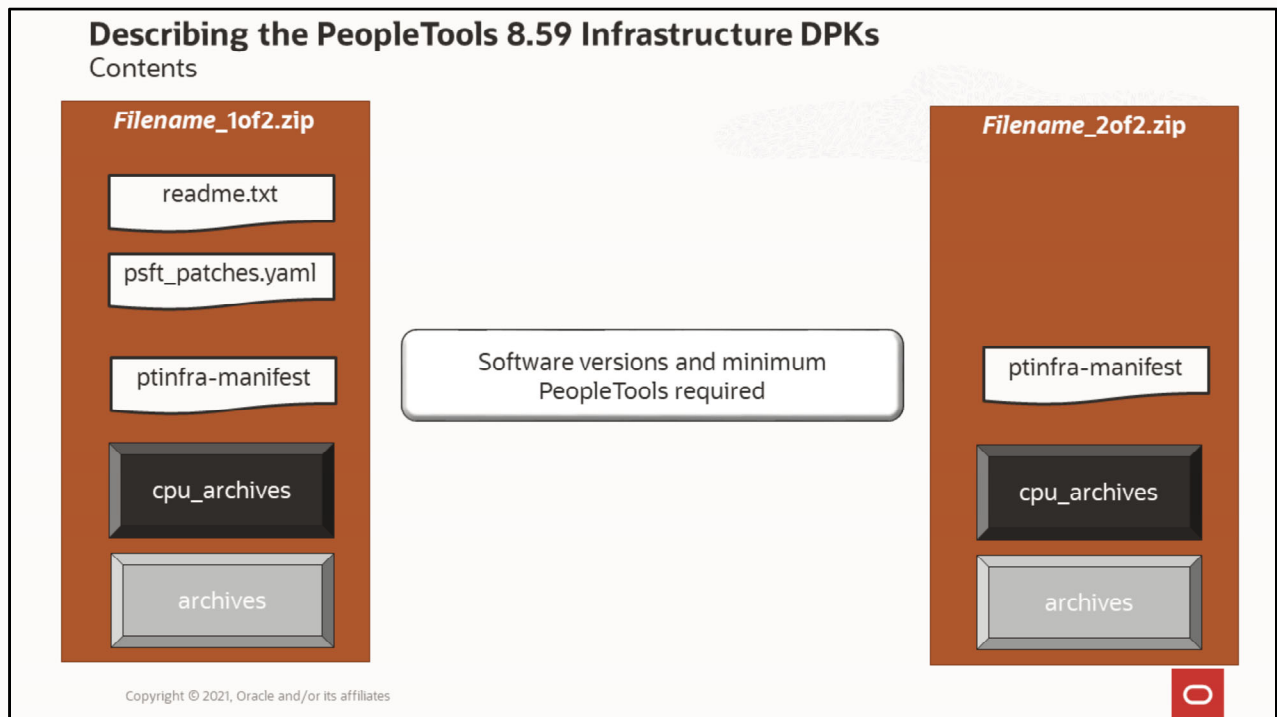 Describing the PeopleTools 8.59 Infrastructure DPKs
Contents
Filename_1of2.zip
readme.txt
psft_patches.yaml
ptinfra-manifest
cpu_archives
archives
Software versions and minimum
PeopleTools required
Filename_2of2.zip
ptinfra-manifest
cpu_archives
archives
Copyright © 2021, Oracle and/or its affiliates